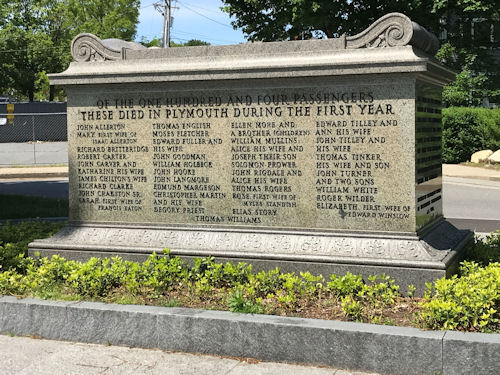 OF THE ONE HUNDRED AND FOUR PASSENGERS
THESE DIED IN PLYMOUTH DURING THE FIRST YEAR
JOHN ALLERTON
MARY, FIRST WIFE OF
ISAAC ALLERTON
RICHARD BRITTERIDGE
ROBERT CARTER
JOHN CARVER AND
KATHARINE HIS WIFE
JAMES CHILTON'S WIFE
RICHARD CLARKE
JOHN CRAKSTON SR.
SARAH, FIRST WIFE OF
FRANCIS EATON
THOMAS ENGLISH
MOSES FLETCHER
EDWARD FULLER AND
HIS WIFE
JOHN GOODMAN
WILLIAM HOLBECK
JOHN HOOKE
JOHN LANGMORE
EDMUND MARGESON
CHRISTOPHER MARTIN
AND HIS WIFE
DEGORY PRIEST
THOMAS WILLIAMS
ELLEN MORE AND
A BROTHER (CHILDREN)
WILLIAM MULLINS
ALICE HIS WIFE AND
JOSEPH THEIR SON
SOLOMON POWER
JOHN RIGDALE AND
ALICE HIS WIFE
THOMAS ROGERS
ROSE, FIRST WIFE OF
MYLES STANDISH
ELIAS STORY
EDWARD TILLEY AND
ANN HIS WIFE
JOHN TILLEY AND
HIS WIFE
THOMAS TINKER
HIS WIFE AND SON
JOHN TURNER
AND TWO SONS
WILLIAM WHITE
ROGER WILDER
ELIZABETH, FIRST WIFE OF
EDWARD WINSLOW